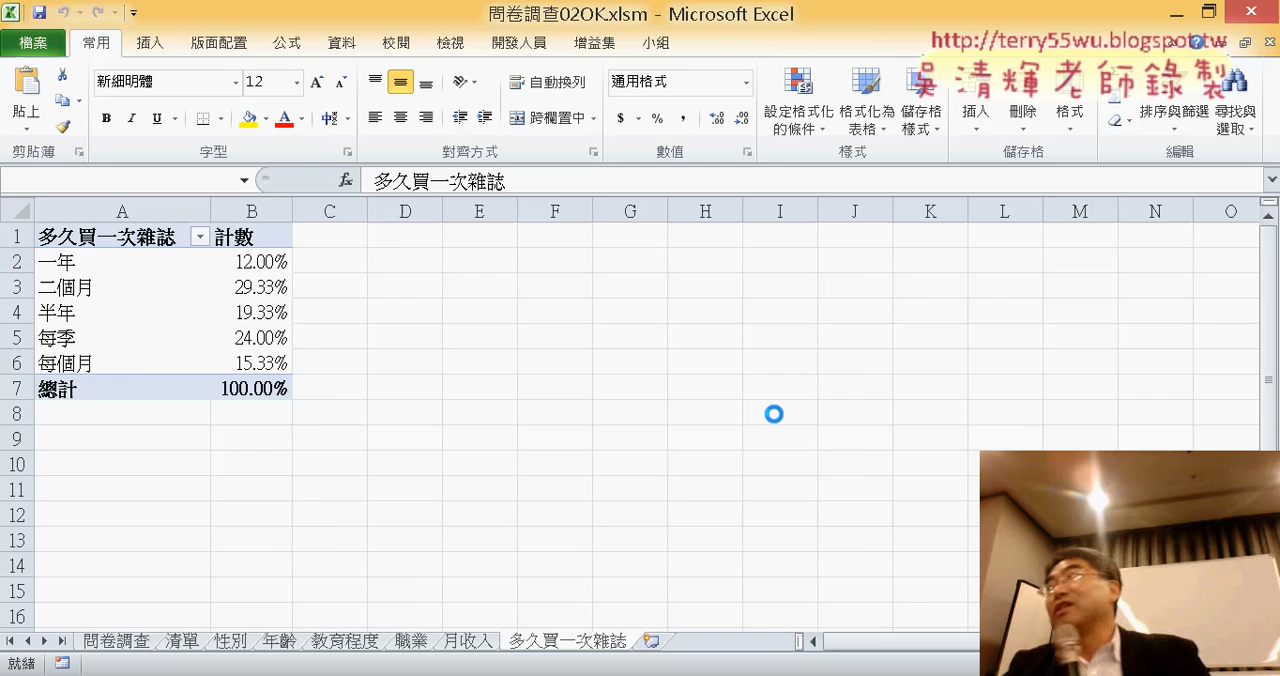 問卷調查02OK.xlsm - Microsoft Excel
檔案 常用 插入 版面配置 公式 資料 校閱 檢視 開發人員 增益集 小組
http://terry55wu.blogspot.tw
吳清輝老師錄製
新細明體 12 自動換列 通用格式
貼上 B I U 跨欄置中 $ % , 設定格式化的條件 格式化為表格 儲存格樣式 插入 刪除 格式 排序與篩選 尋找與選取
剪貼簿 字型 對齊方式 數值 樣式 儲存格 編輯
fx 多久買一次雜誌
A B C D E F G H I J K L M N O
1 多久買一次雜誌 計數
2 一年 12.00%
3 二個月 29.33%
4 半年 19.33%
5 每季 24.00%
6 每個月 15.33%
7 總計 100.00%
8
9
10
11
12
13
14
15
16
問卷調查 清單 性別 年齡 教育程度 職業 月收入 多久買一次雜誌
就緒